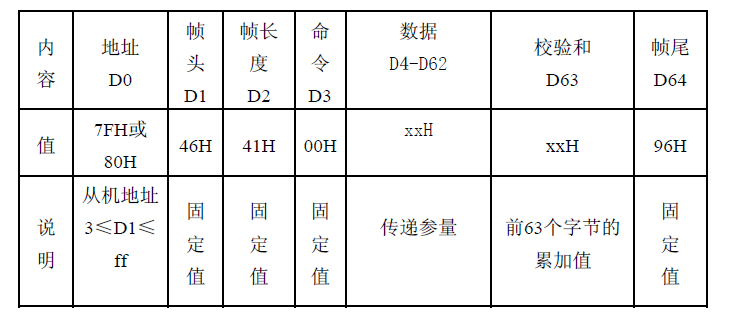 内
容
地址
D0
帧
头
D1
帧长
度
D2
命
令
D3
数据
D4-D62
校验和
D63
帧尾
D64
值
7FH或
80H
46H
41H
00H
xxH
xxH
96H
说
明
从机地址
3≤D1≤
ff
固
定
值
固
定
值
固
定
值
传递参量
前63个字节的
累加值
固
定
值